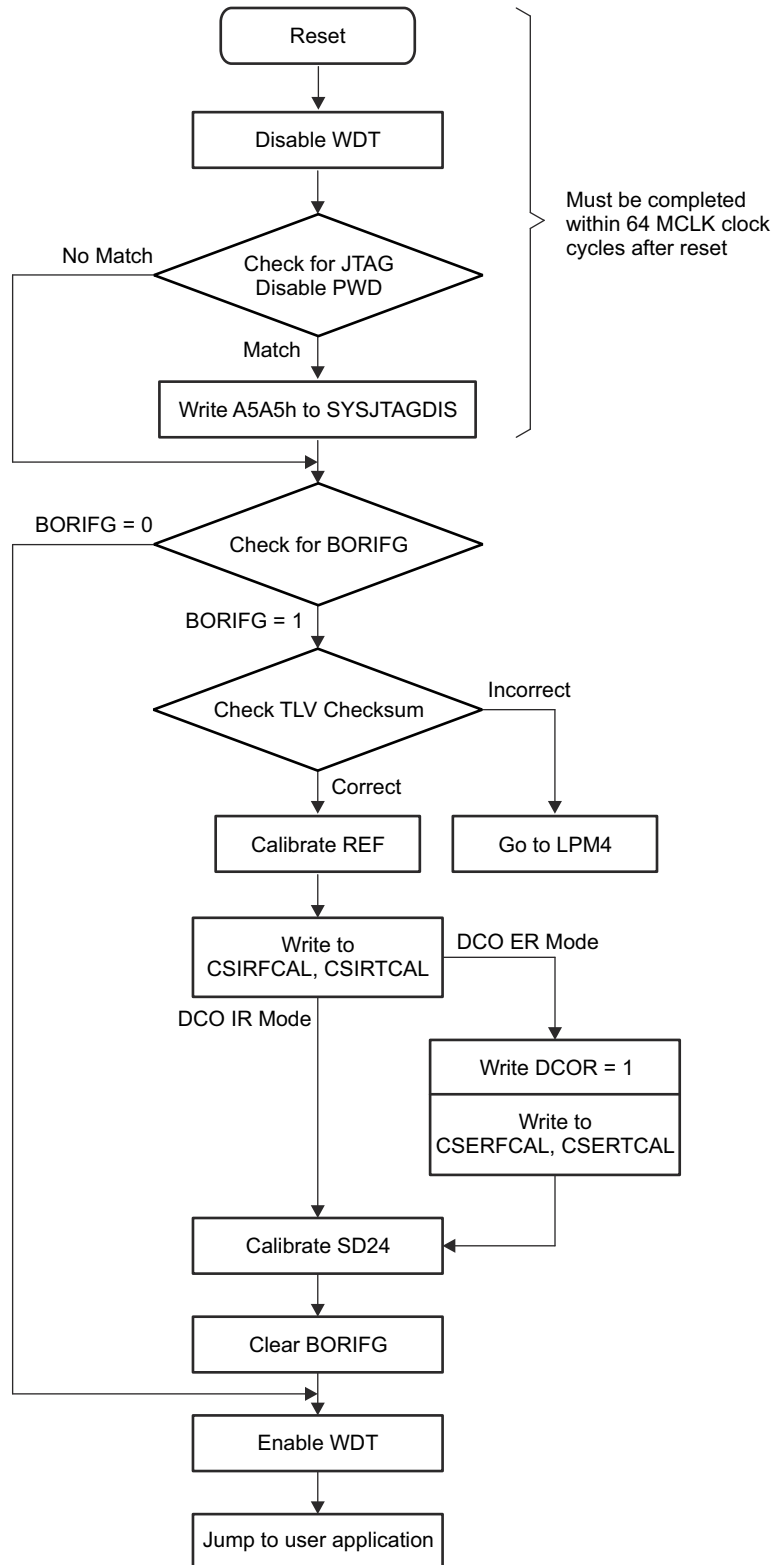 Reset
Disable WDT
Must be completed
within 64 MCLK clock
cycles after reset
No Match
Check for JTAG
Disable PWD
Match
Write A5A5h to SYSJTAGDIS
BORIFG = 0
Check for BORIFG
BORIFG = 1
Incorrect
Check TLV Checksum
Correct
Calibrate REF
Go to LPM4
Write to
CSIRFCAL, CSIRTCAL
DCO ER Mode
DCO IR Mode
Write DCOR = 1
Write to
CSERFCAL, CSERTCAL
Calibrate SD24
Clear BORIFG
Enable WDT
Jump to user application